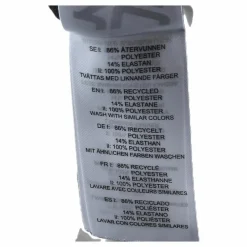 SE I: 86% ÅTERVUNNEN
POLYESTER
14% ELASTAN
II: 100% POLYESTER
TVÄTTAS MED LIKNANDE FÄRGER
EN I: 86% RECYCLED
POLYESTER
14% ELASTANE
II: 100% POLYESTER
WASH WITH SIMILAR COLORS
DE I: 86% RECYCELT
POLYESTER
14% ELASTHAN
II: 100% POLYESTER
MIT ÄHNLICHEN FARBEN WASCHEN
FR I: 86% RECYCLÉ
POLYESTER
14% ELASTHANNE
II: 100% POLYESTER
LAVARE AVEC COULEURS SIMILAIRES
ES I: 86% RECICLADO
POLIÉSTER
14% ELASTANO
II: 100% POLIÉSTER
LAVAR CON COLORES SIMILARES